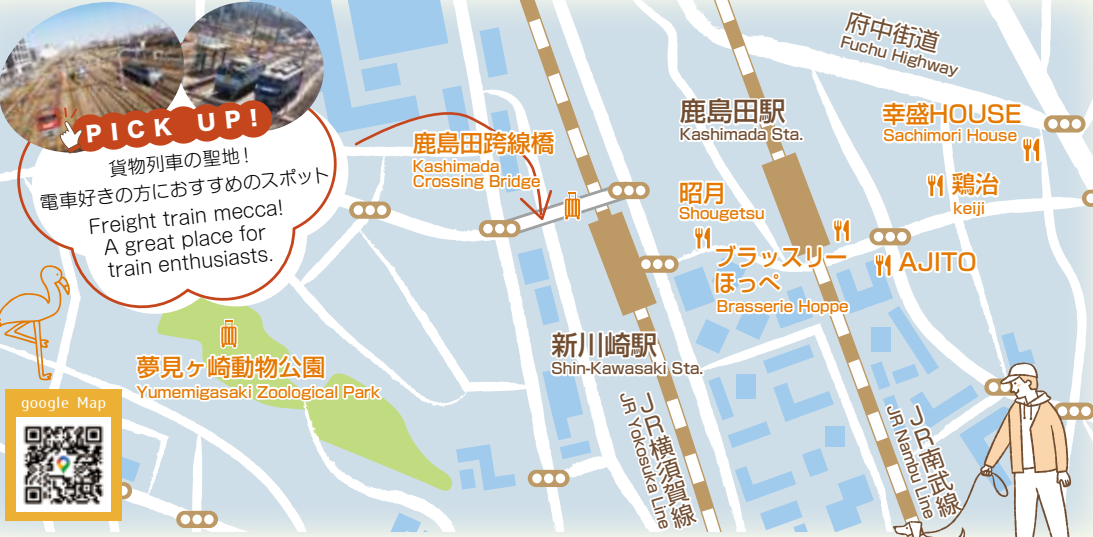 PICK UP!
貨物列車の聖地！
電車好きの方におすすめのスポット
Freight train mecca!
A great place for
train enthusiasts.
鹿島田跨線橋
Kashimada
Crossing Bridge
鹿島田駅
Kashimada Sta.
府中街道
Fuchu Highway
幸盛HOUSE
Sachimori House
鶏治
keiji
昭月
Shougetsu
ブラッスリー
ほっぺ
Brasserie Hoppe
AJITO
新川崎駅
Shin-Kawasaki Sta.
夢見ヶ崎動物公園
Yumemigasaki Zoological Park
google Map
JR横須賀線
JR Yokosuka Line
JR南武線
JR Nambu Line